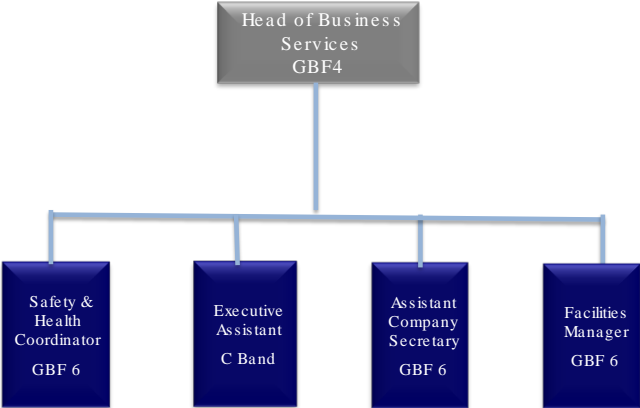 Head of Business
Services
GBF4
Safety &
Health
Coordinator
GBF 6
Executive
Assistant
C Band
Assistant
Company
Secretary
GBF 6
Facilities
Manager
GBF 6